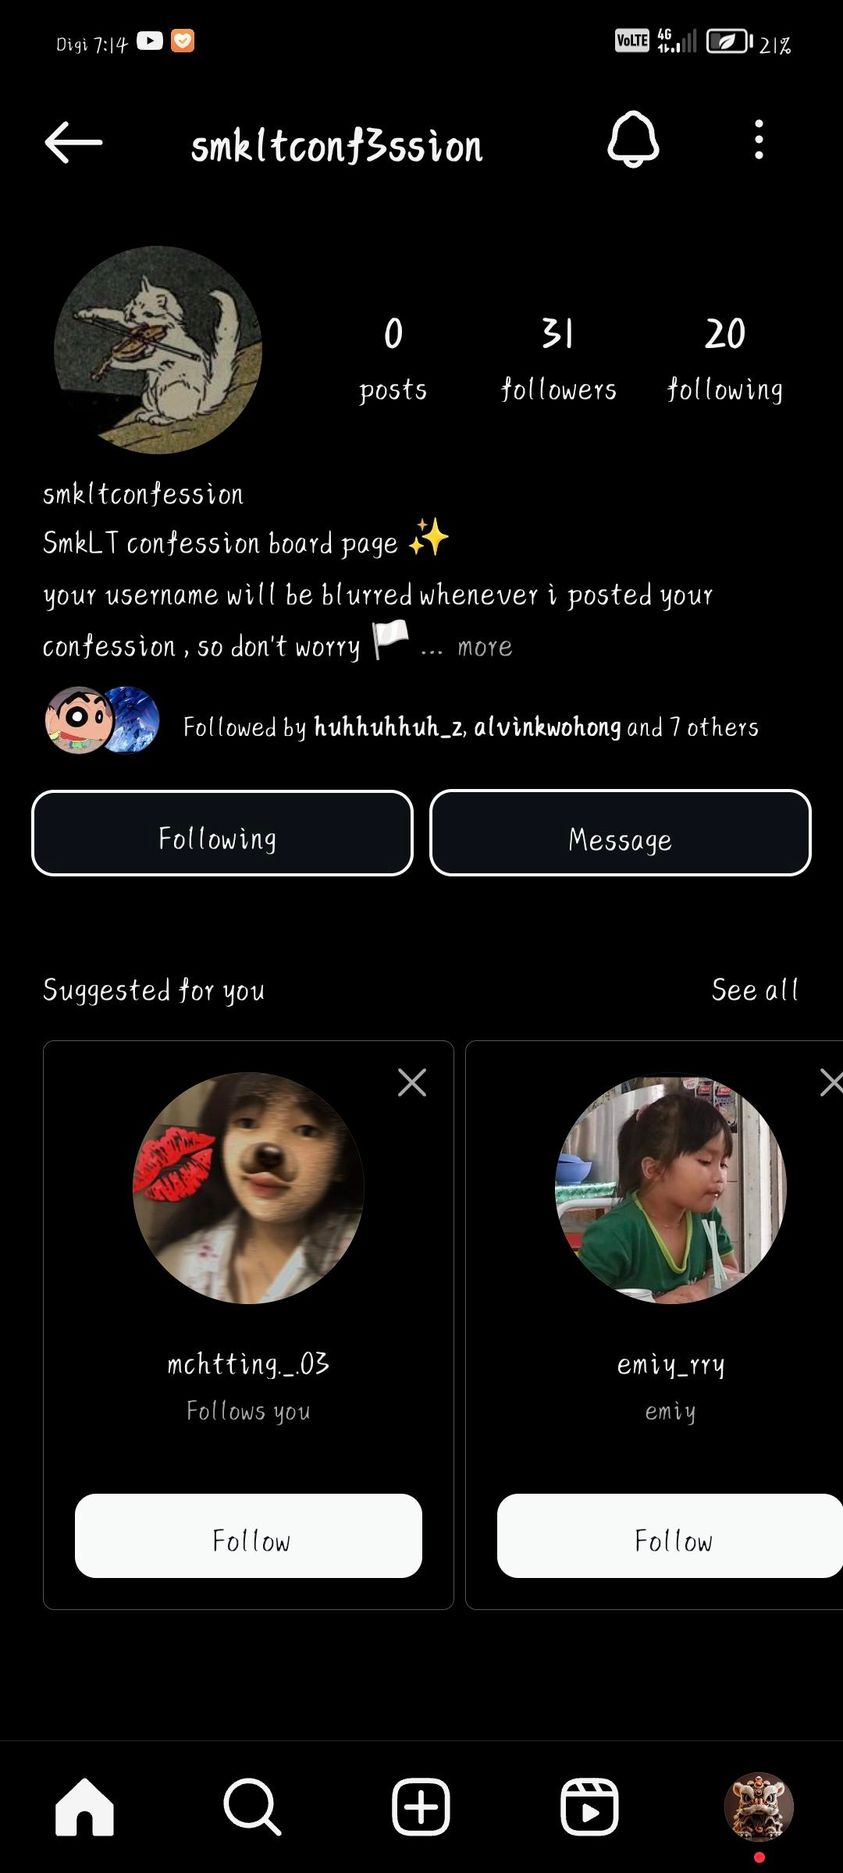 Digi 7:14 VoLTE 4G 21%
smkltconf3ssion
0 31 20
posts followers following
smkltconfession
SmkLT confession board page ✨
your username will be blurred whenever i posted your
confession , so don't worry 🏳️ ... more
Followed by huhhuhhuh_z, alvinkwohong and 7 others
Following Message
Suggested for you See all
mchtting._.03 emiy_rry
Follows you emiy
Follow Follow